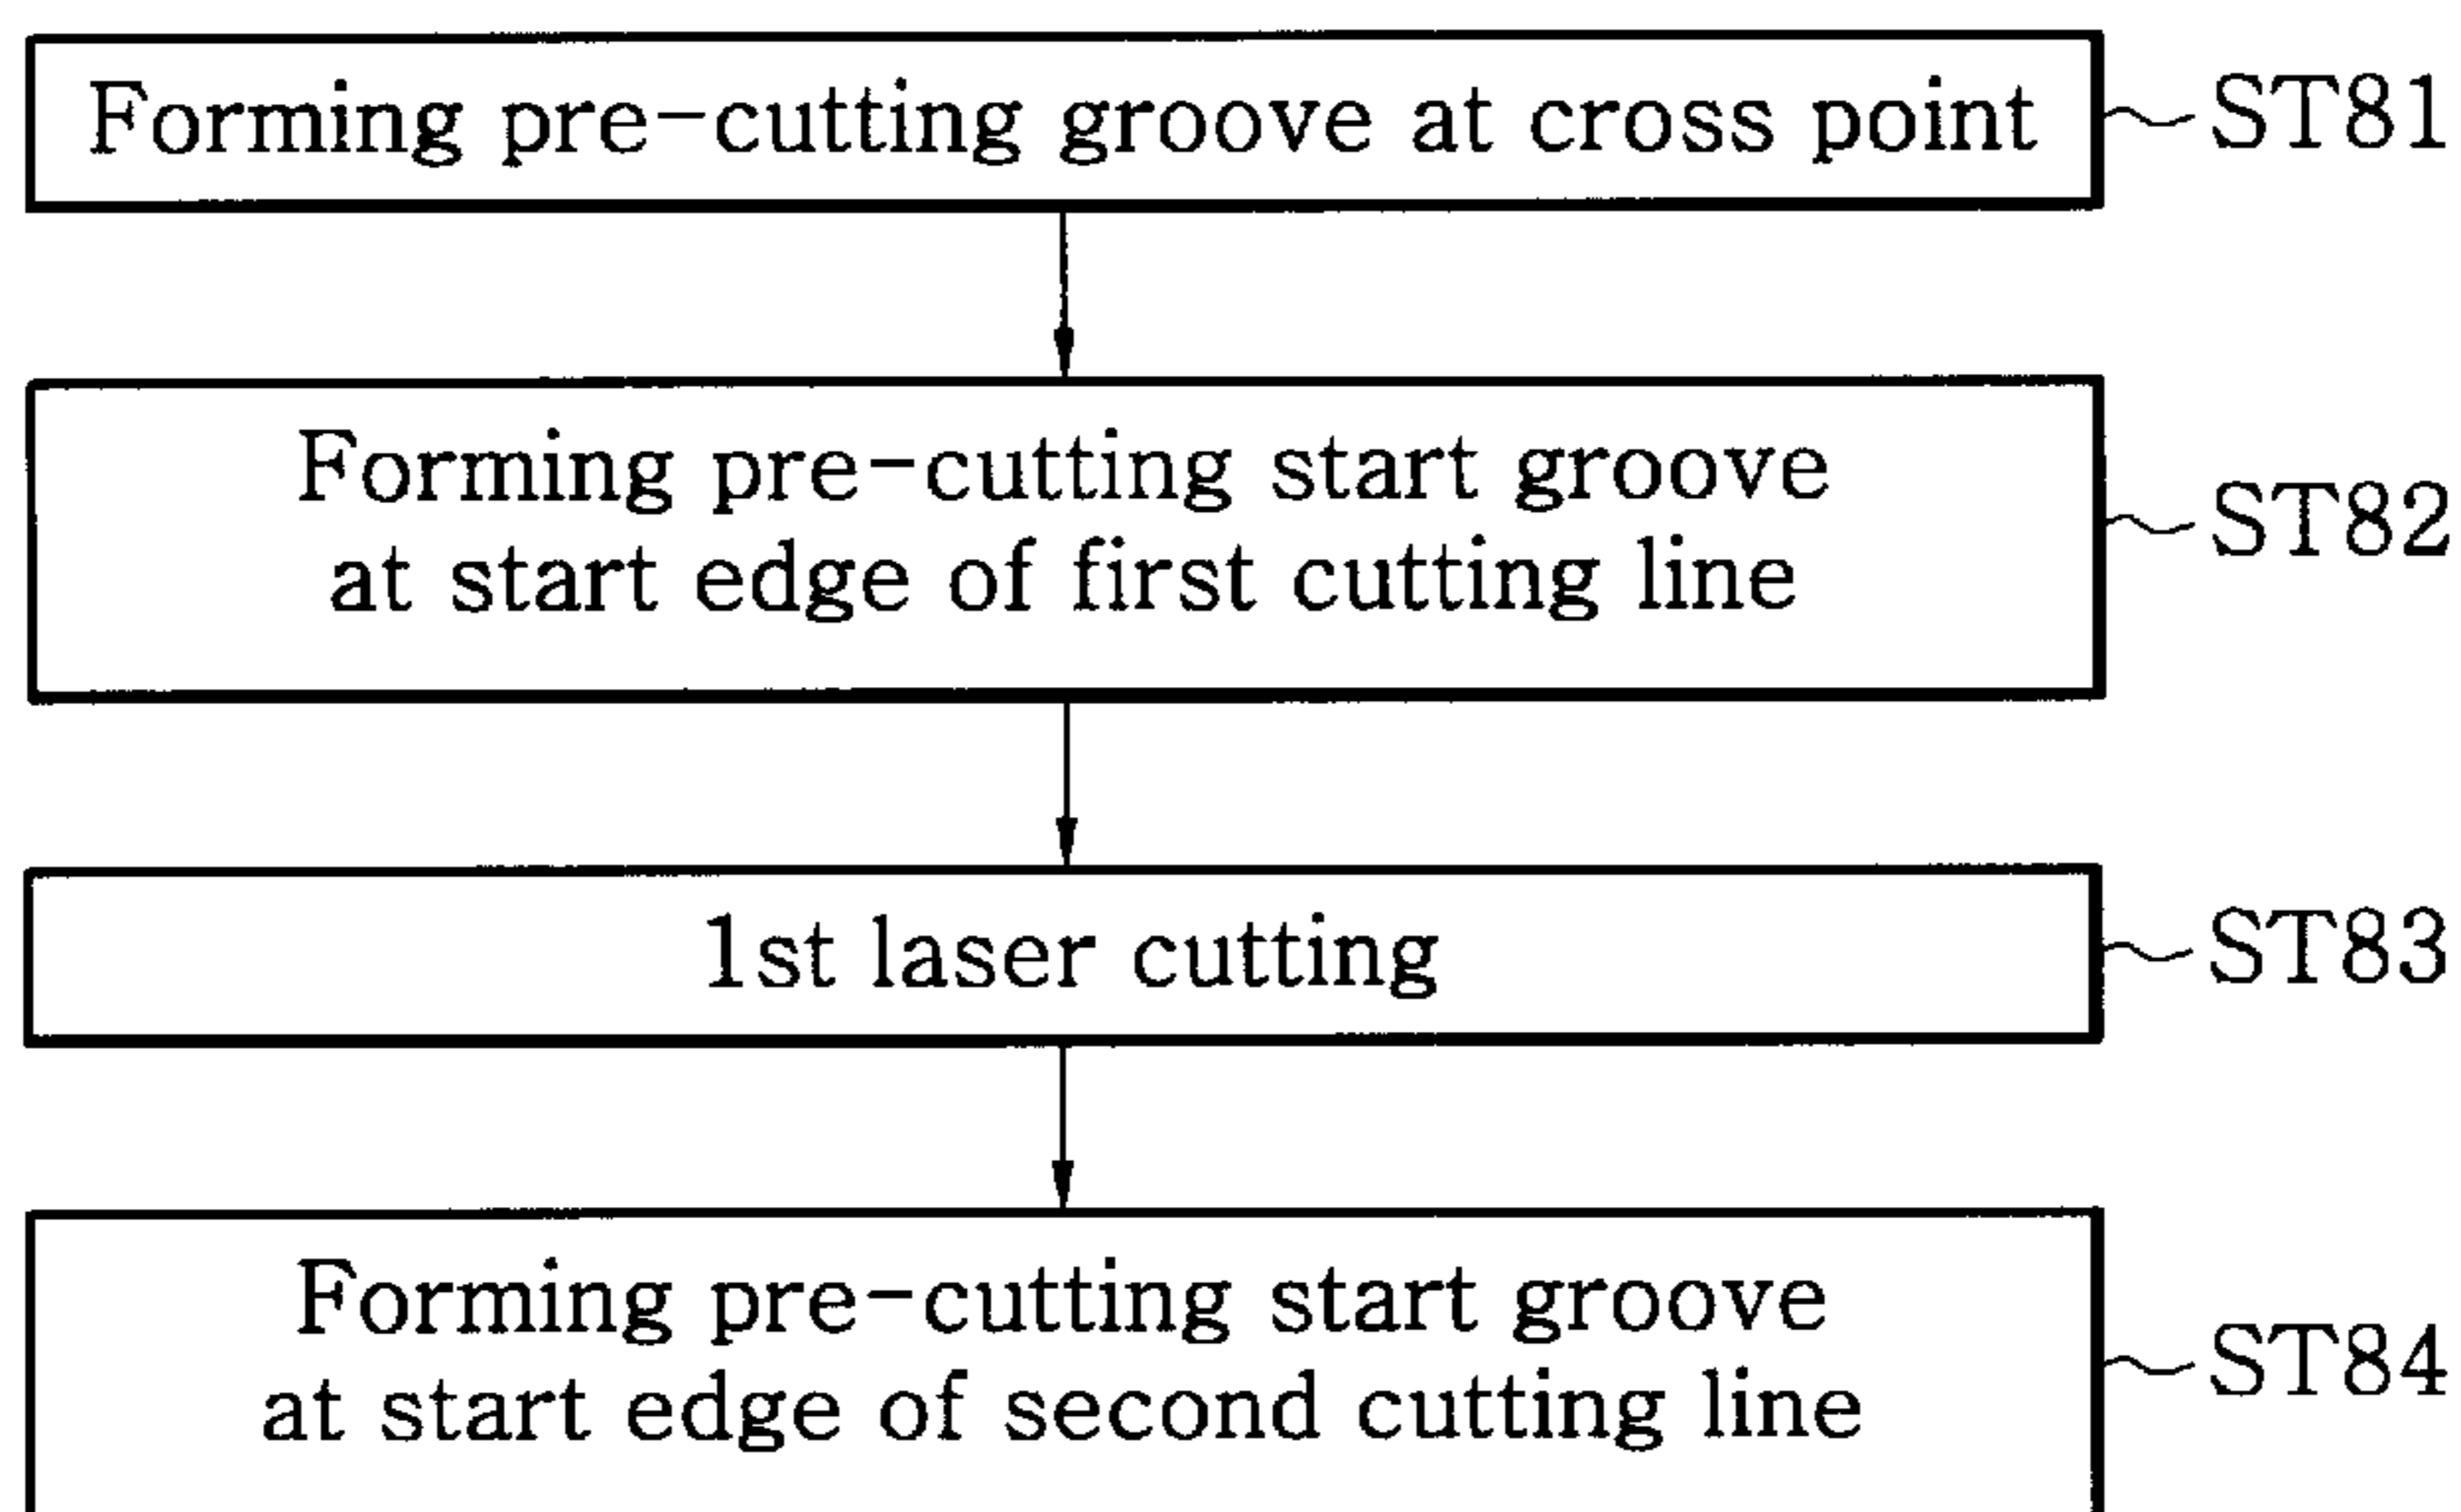 Forming pre-cutting groove at cross point
ST81
Forming pre-cutting start groove
at start edge of first cutting line
ST82
1st laser cutting
ST83
Forming pre-cutting start groove
at start edge of second cutting line
ST84